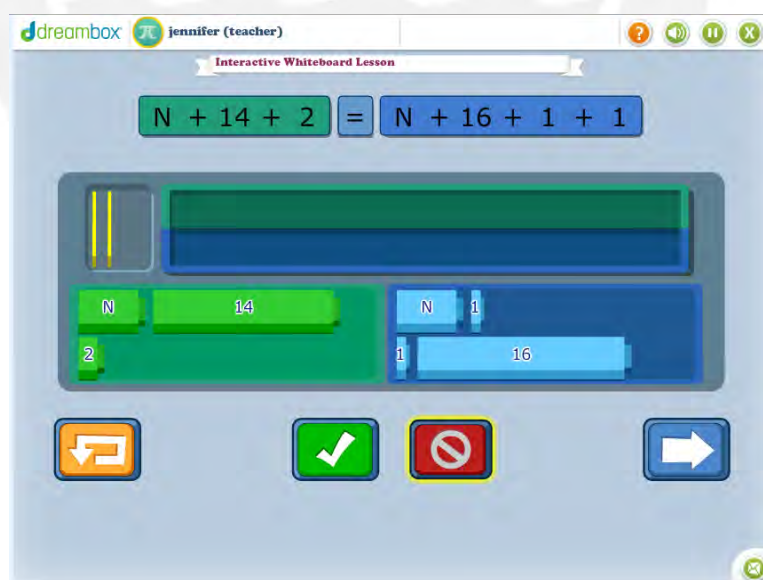 dreambox jennifer (teacher)
Interactive Whiteboard Lesson
N + 14 + 2 = N + 16 + 1 + 1
N 14 N 1
2 1 16